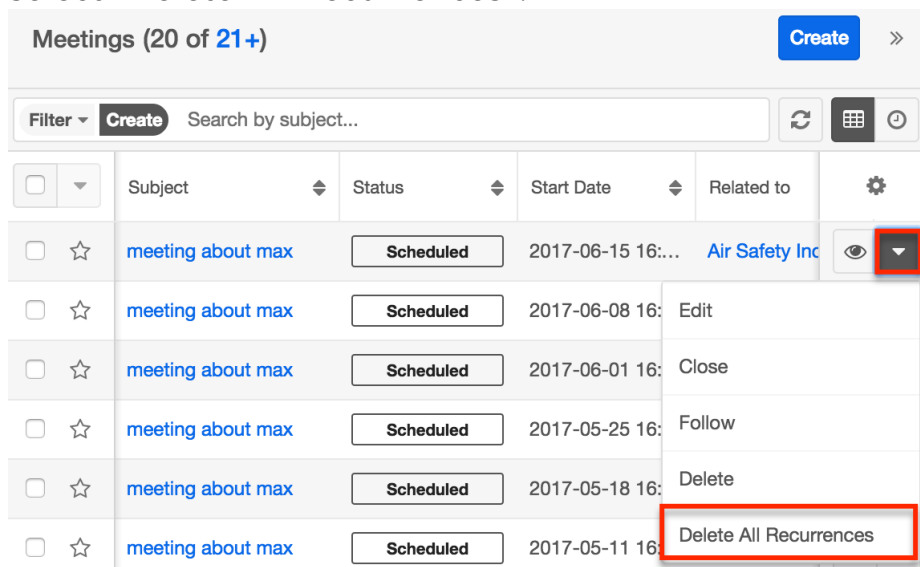 Meetings (20 of 21+) Create
Filter Create Search by subject...
Subject Status Start Date Related to
meeting about max Scheduled 2017-06-15 16:... Air Safety Inc
meeting about max Scheduled 2017-06-08 16: Edit
meeting about max Scheduled 2017-06-01 16: Close
meeting about max Scheduled 2017-05-25 16: Follow
meeting about max Scheduled 2017-05-18 16: Delete
meeting about max Scheduled 2017-05-11 16: Delete All Recurrences